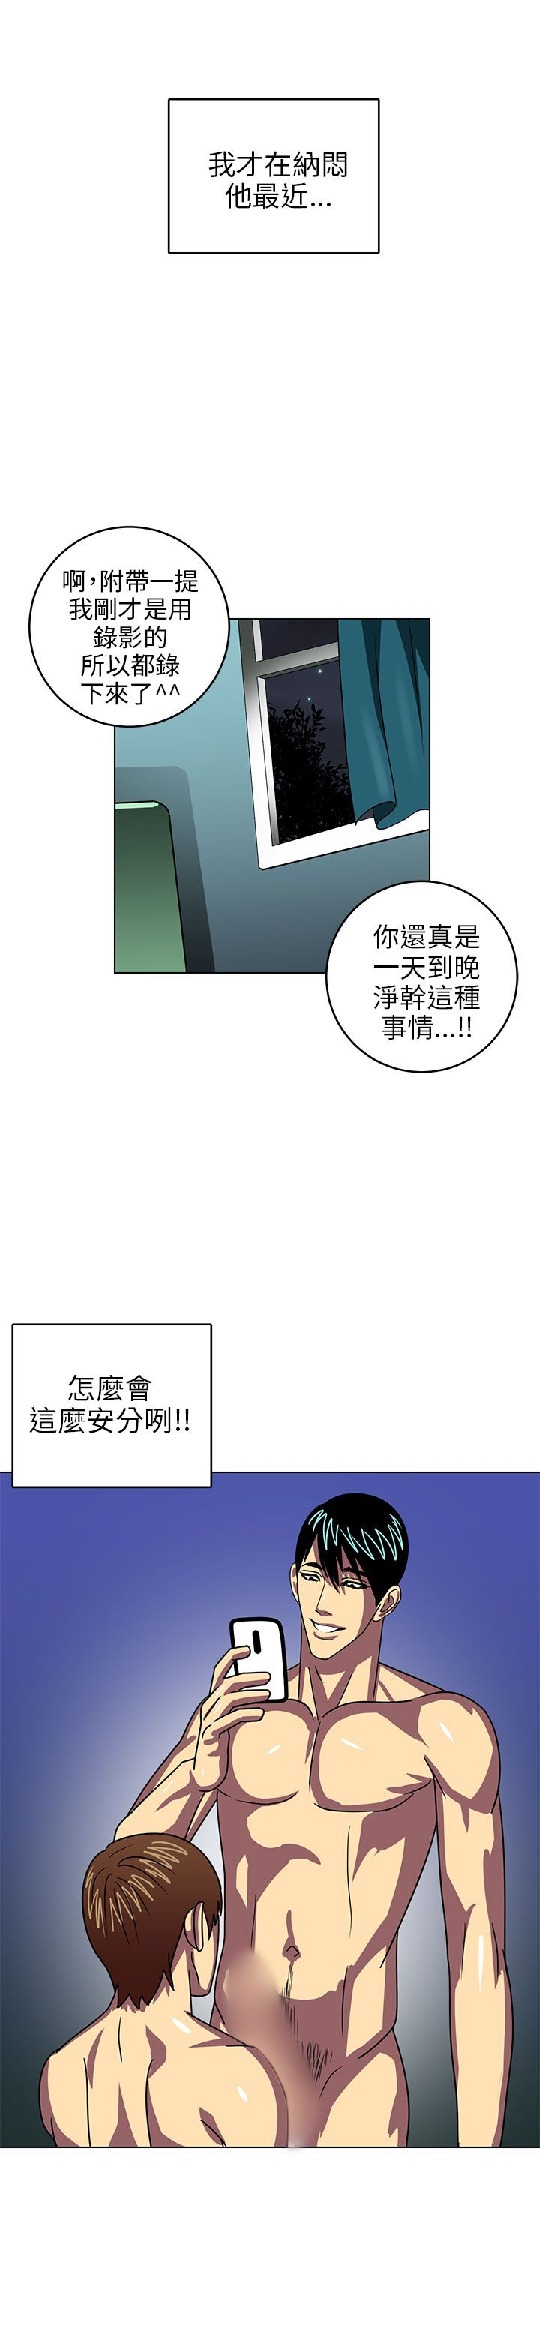 我才在納悶
他最近...
啊,附帶一提
我剛才是用
錄影的
所以都錄
下來了^^
你還真是
一天到晚
淨幹這種
事情...!!
怎麼會
這麼安分咧!!